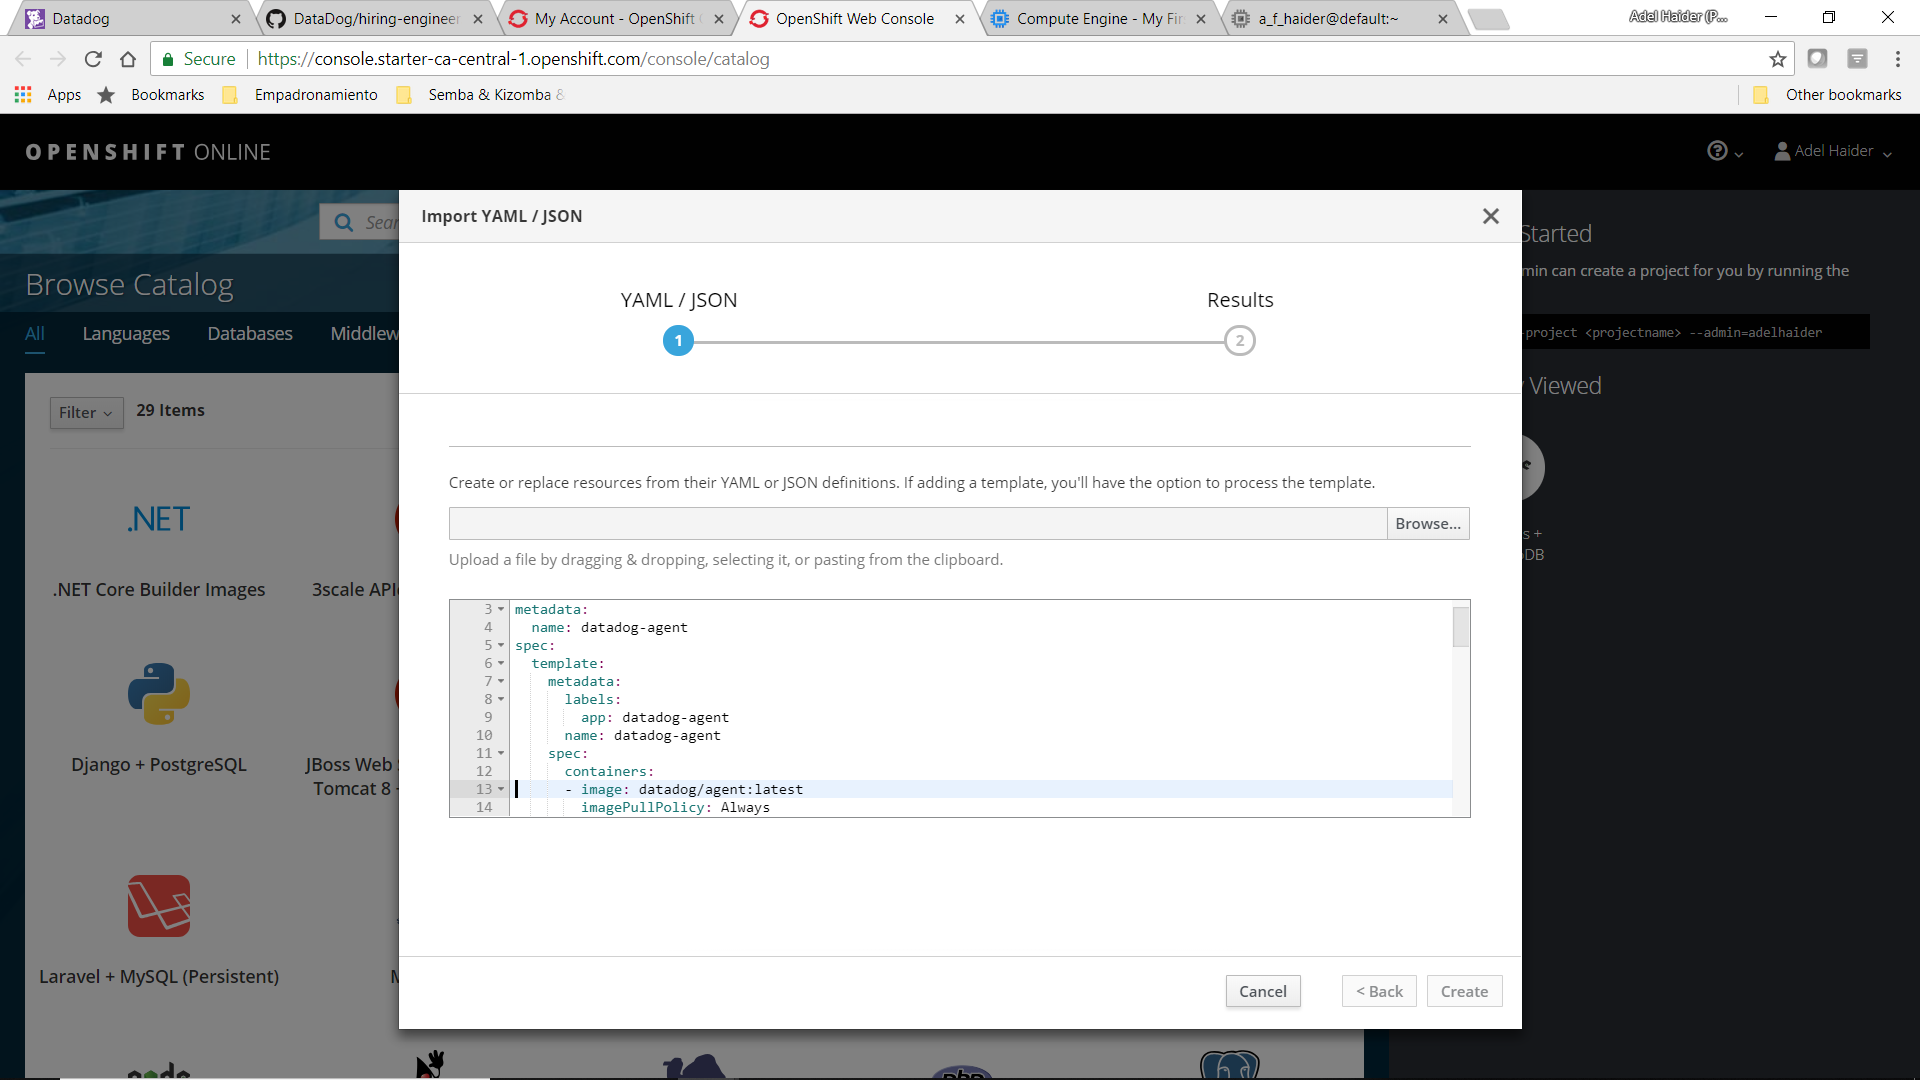 Datadog
DataDog/hiring-engineer
My Account - OpenShift
OpenShift Web Console
Compute Engine - My Fir
a_f_haider@default:~
Adel Haider (P...
Secure
https://console.starter-ca-central-1.openshift.com/console/catalog
Apps
Bookmarks
Empadronamiento
Semba & Kizomba &
Other bookmarks
OPENSHIFT ONLINE
Adel Haider
Sear
Import YAML / JSON
Started
min can create a project for you by running the
-project <projectname> --admin=adelhaider
Viewed
s +
DB
Browse Catalog
All
Languages
Databases
Middlew
Filter
29 Items
.NET
.NET Core Builder Images
3scale API
Django + PostgreSQL
JBoss Web
Tomcat 8
Laravel + MySQL (Persistent)
M
node
php
YAML / JSON
Results
1
2
Create or replace resources from their YAML or JSON definitions. If adding a template, you'll have the option to process the template.
Browse...
Upload a file by dragging & dropping, selecting it, or pasting from the clipboard.
3 metadata:
4 name: datadog-agent
5 spec:
6 template:
7 metadata:
8 labels:
9 app: datadog-agent
10 name: datadog-agent
11 spec:
12 containers:
13 - image: datadog/agent:latest
14 imagePullPolicy: Always
Cancel
< Back
Create